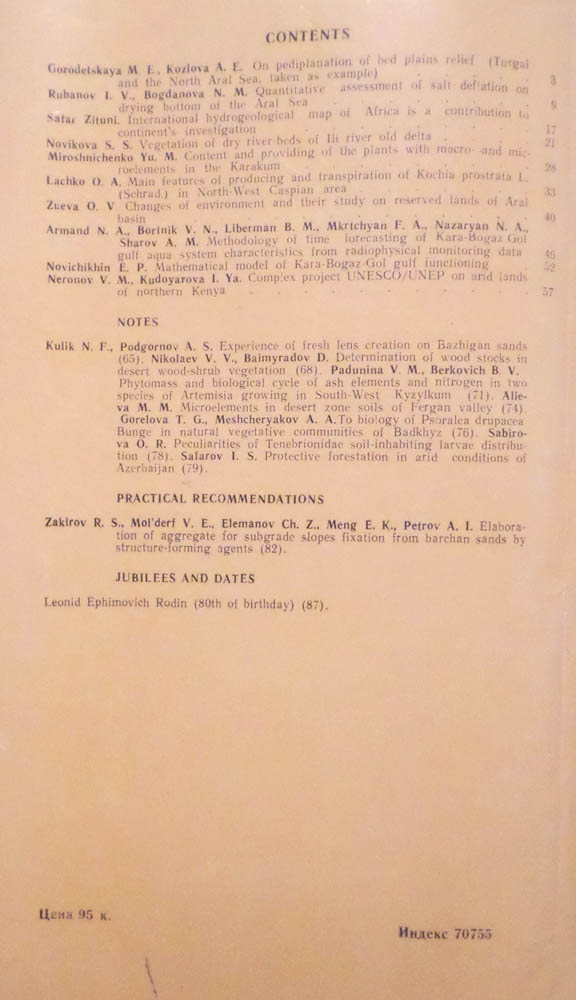 CONTENTS
Gorodetskaya M. E., Kozlova A. E. On pediplanation of bed plains relief (Turgai
and the North Aral Sea, taken as example) 3
Rubanov I. V., Bogdanova N. M. Quantitative assessment of salt deflation on
drying bottom of the Aral Sea 9
Safar Zituni. International hydrogeological map of Africa is a contribution to
continent's investigation 17
Novikova S. S. Vegetation of dry river-beds of Ili river old delta 21
Miroshnichenko Yu. M. Content and providing of the plants with macro- and mic-
roelements in the Karakum 28
Lachko O. A. Main features of producing and transpiration of Kochia prostrata L.
(Schrad.) in North-West Caspian area 33
Zueva O. V. Changes of environment and their study on reserved lands of Aral
basin 40
Armand N. A., Bortnik V. N., Liberman B. M., Mkrtchyan F. A., Nazaryan N. A.,
Sharov A. M. Methodology of time forecasting of Kara-Bogaz-Gol
gulf aqua system characteristics from radiophysical monitoring data 46
Novichikhin E. P. Mathematical model of Kara-Bogaz-Gol gulf functioning 52
Neronov V. M., Kudoyarova I. Ya. Complex project UNESCO/UNEP on arid lands
of northern Kenya 57
NOTES
Kulik N. F., Podgornov A. S. Experience of fresh lens creation on Bazhigan sands
(65). Nikolaev V. V., Baimyradov D. Determination of wood stocks in
desert wood-shrub vegetation (68). Padunina V. M., Berkovich B. V.
Phytomass and biological cycle of ash elements and nitrogen in two
species of Artemisia growing in South-West Kyzylkum (71). Alie-
va M. M. Microelements in desert zone soils of Fergan valley (74).
Gorelova T. G., Meshcheryakov A. A. To biology of Psoralea drupacea
Bunge in natural vegetative communities of Badkhyz (76). Sabiro-
va O. R. Peculiarities of Tenebrionidae soil-inhabiting larvae distribu-
tion (78). Safarov I. S. Protective forestation in arid conditions of
Azerbaijan (79).
PRACTICAL RECOMMENDATIONS
Zakirov R. S., Mol'derf V. E., Elemanov Ch. Z., Meng E. K., Petrov A. I. Elabora-
tion of aggregate for subgrade slopes fixation from barchan sands by
structure-forming agents (82).
JUBILEES AND DATES
Leonid Ephimovich Rodin (80th of birthday) (87).
Цена 95 к.
Индекс 70755